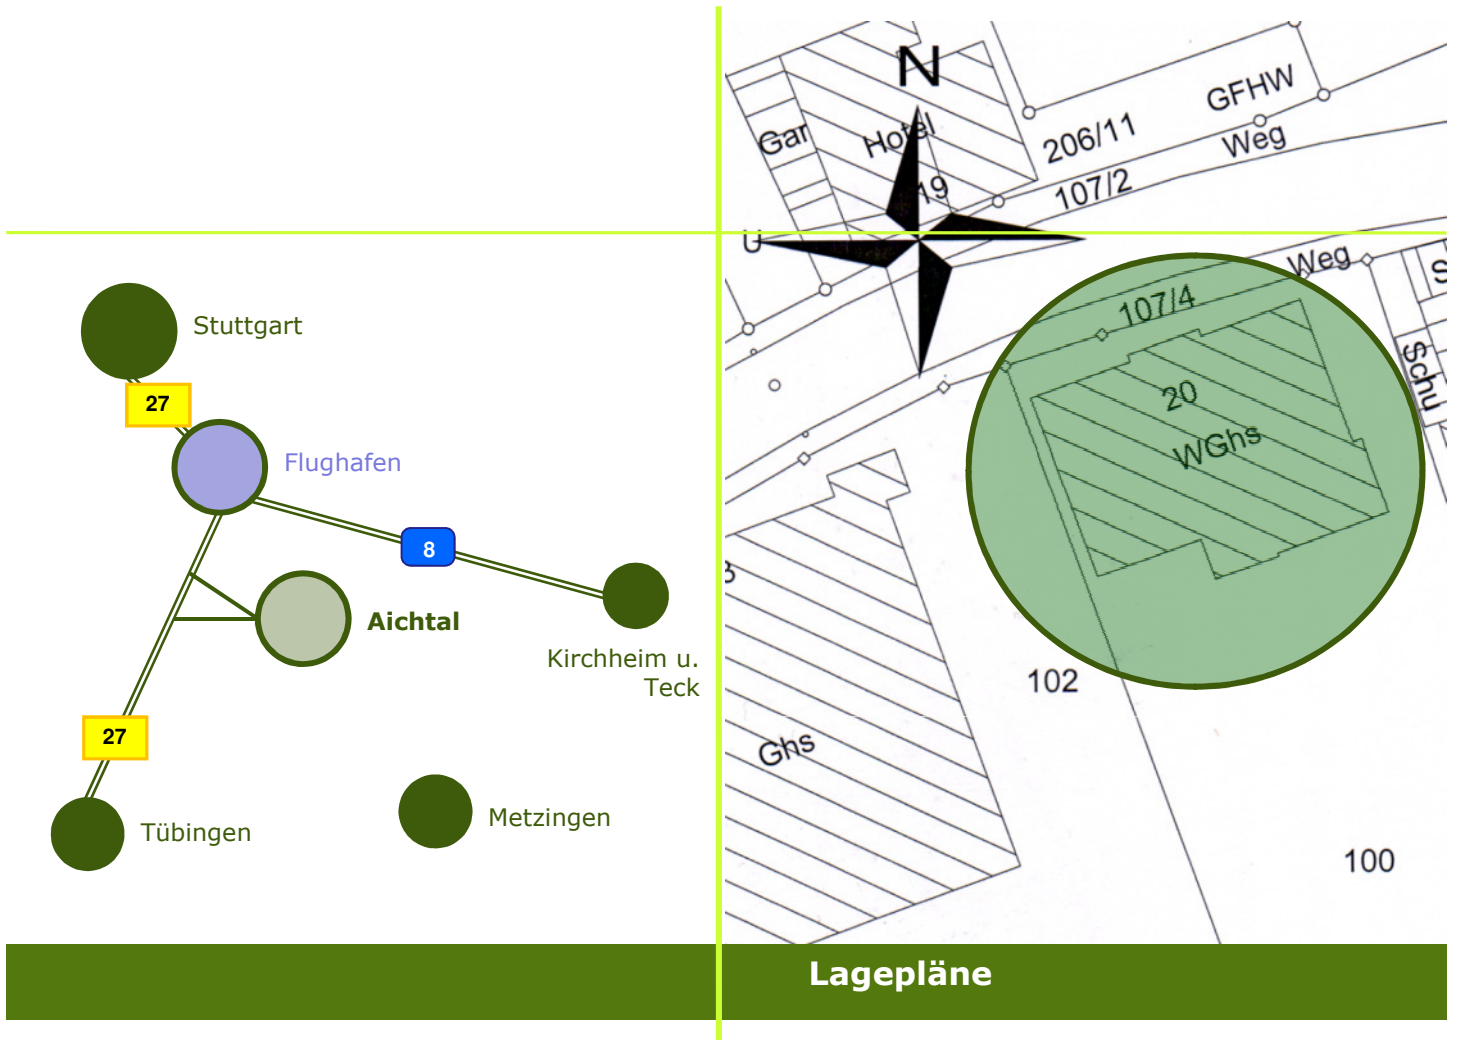 Stuttgart
27
Flughafen
8
Aichtal
Kirchheim u.
Teck
27
Tübingen
Metzingen
N
GFHW
Gar
Hotel
206/11
Weg
19
107/2
U
Weg
S
107/4
Schu
20
WGhs
102
Ghs
100
Lagepläne